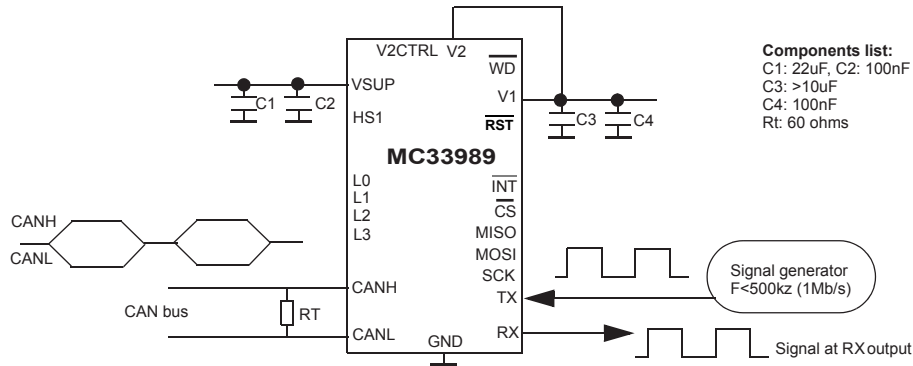 V2CTRL V2
WD
VSUP
V1
C1
C2
HS1
RST
C3
C4
MC33989
Components list:
C1: 22uF, C2: 100nF
C3: >10uF
C4: 100nF
Rt: 60 ohms
L0
L1
L2
L3
INT
CS
MISO
MOSI
SCK
TX
RX
CANH
CANL
CANH
CAN bus
RT
CANL
GND
Signal generator
F<500kz (1Mb/s)
Signal at RX output